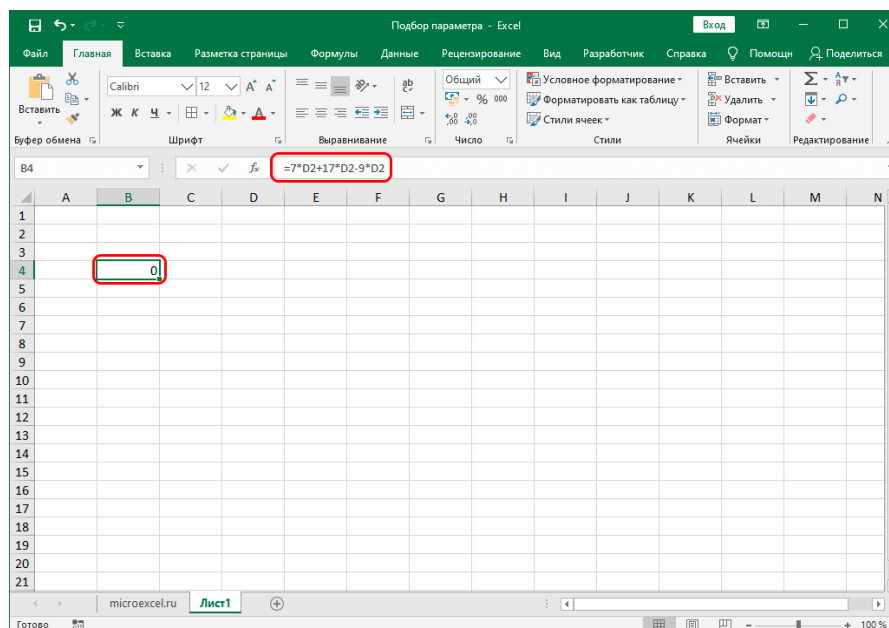 Подбор параметра - Excel
Вход
Файл Главная Вставка Разметка страницы Формулы Данные Рецензирование Вид Разработчик Справка Помощн Поделиться
Вставить
Calibri 12
Ж К Ч
Общий
% 000
Условное форматирование
Форматировать как таблицу
Стили ячеек
Вставить
Удалить
Формат
Буфер обмена Шрифт Выравнивание Число Стили Ячейки Редактирование
B4 fx =7*D2+17*D2-9*D2
A B C D E F G H I J K L M N
1
2
3
4 0
5
6
7
8
9
10
11
12
13
14
15
16
17
18
19
20
21
microexcel.ru Лист1
Готово 100 %